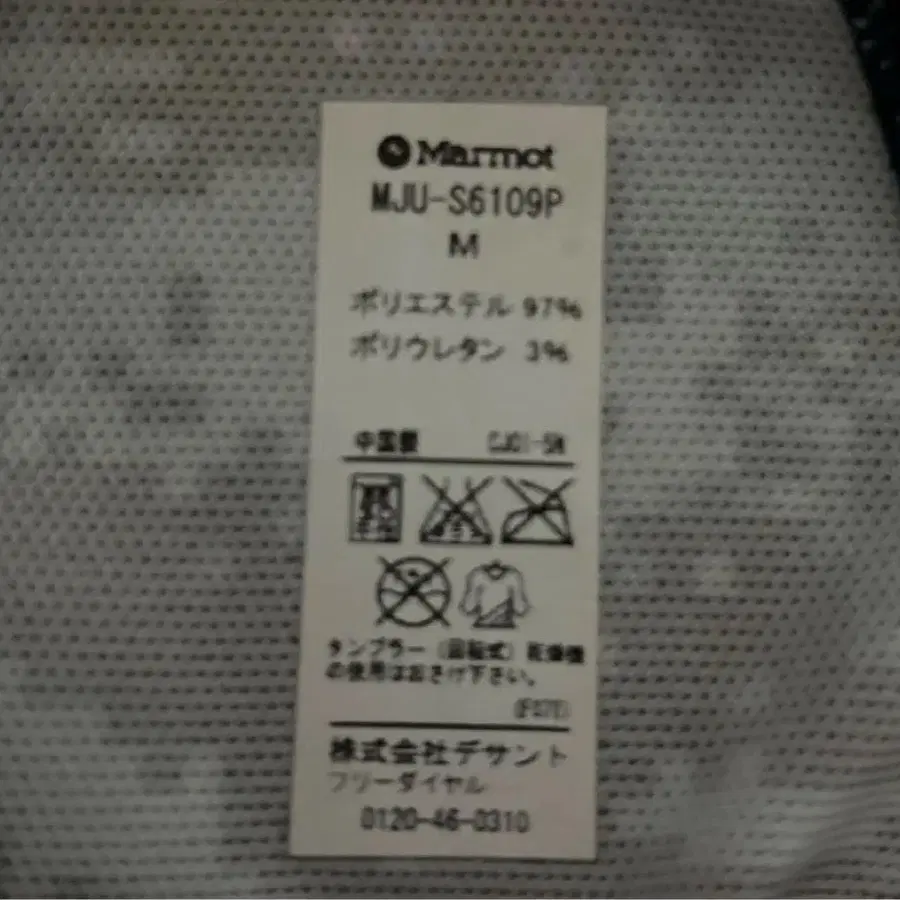 Marmot
MJU-S6109P
M
ポリエステル 97%
ポリウレタン 3%
中国製
タンブラー（回転式）乾燥機
の使用はおさけ下さい。
株式会社デサント
フリーダイヤル
0120-46-0310